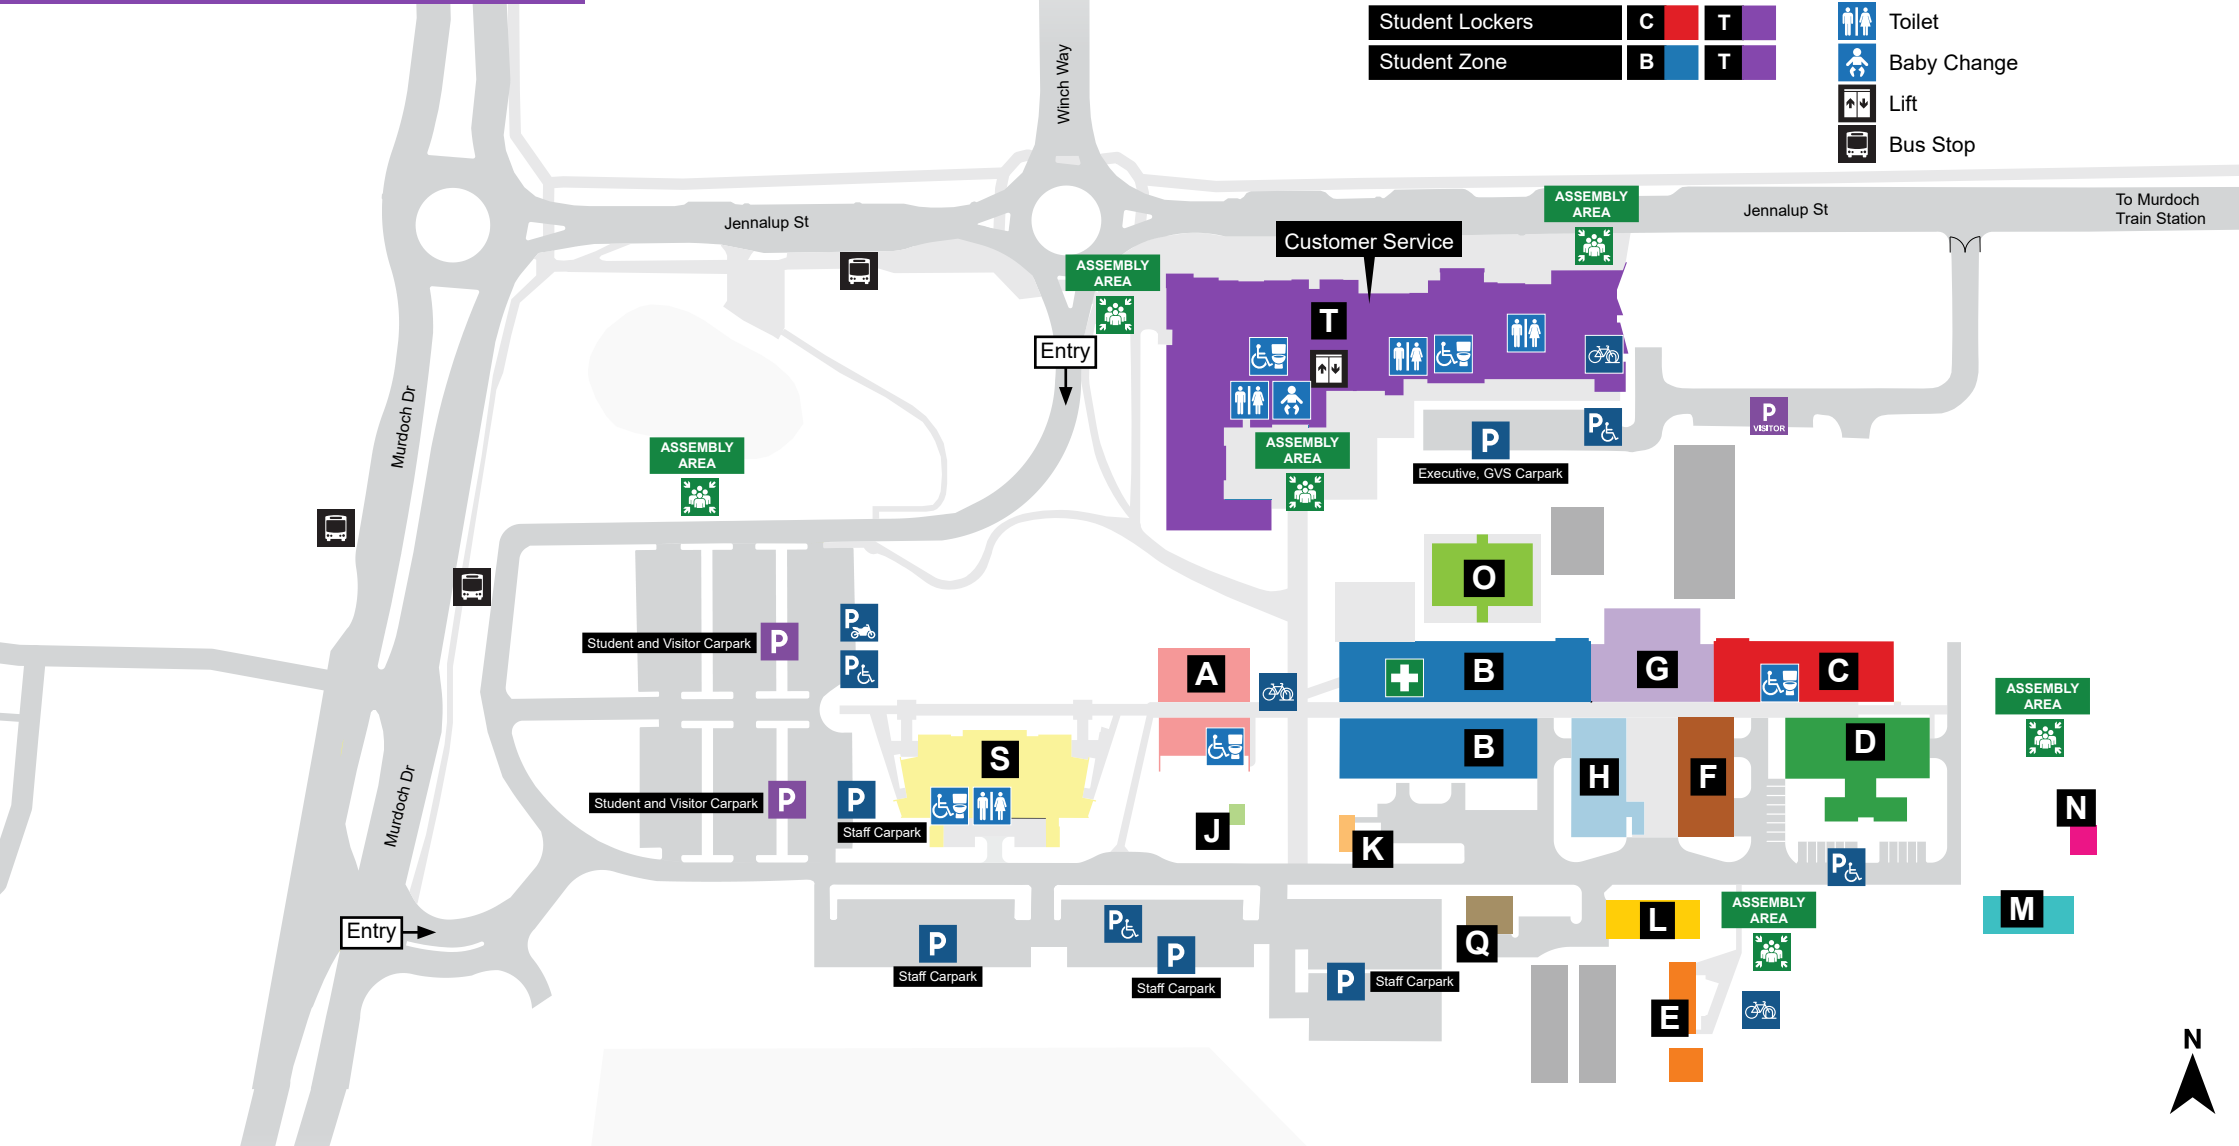 Student Lockers C T
Student Zone B T
Toilet
Baby Change
Lift
Bus Stop
Winch Way
Jennalup St
Jennalup St
To Murdoch
Train Station
ASSEMBLY
AREA
Customer Service
ASSEMBLY
AREA
T
Entry
Murdoch Dr
P
VISITOR
P
P
Executive, GVS Carpark
ASSEMBLY
AREA
ASSEMBLY
AREA
O
Student and Visitor Carpark P
P
P
A
B
G
C
ASSEMBLY
AREA
S
B
H
F
D
Murdoch Dr
Student and Visitor Carpark P
P
Staff Carpark
J
K
N
P
Entry
P
Staff Carpark
P
P
Staff Carpark
P Staff Carpark
Q
L
ASSEMBLY
AREA
M
E
N